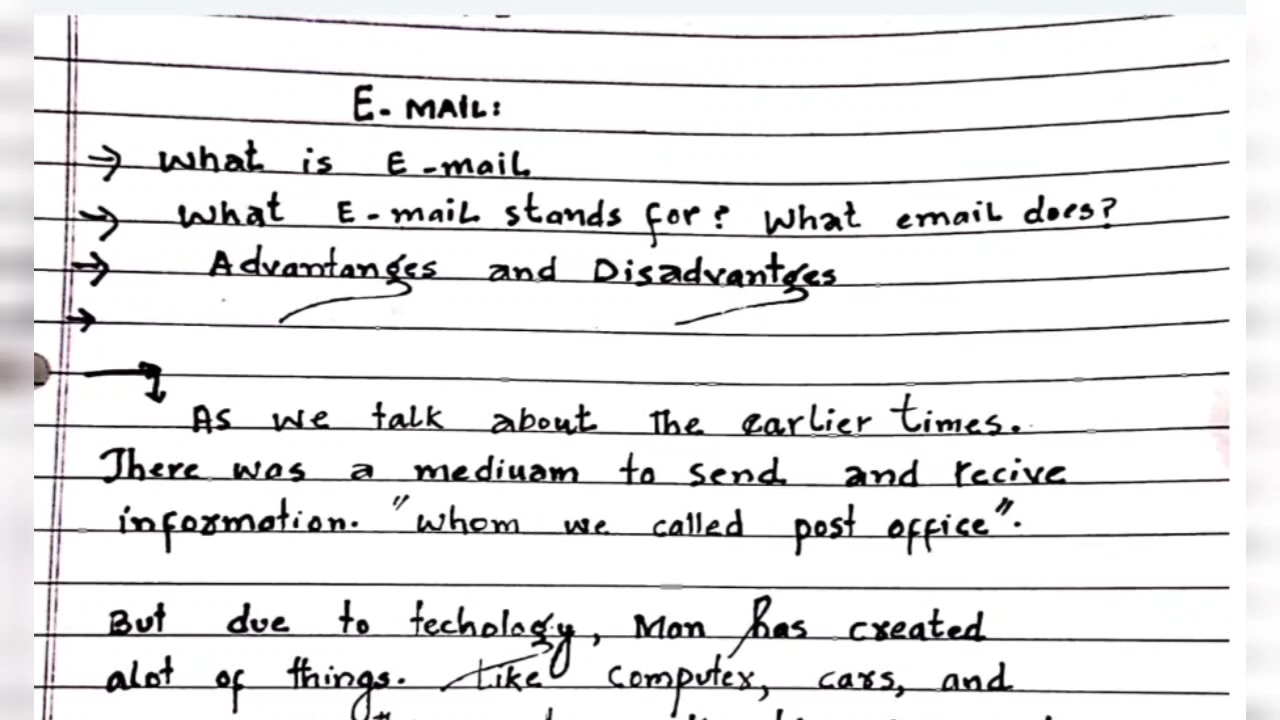 E-MAIL:
→ What is E-mail
→ What E-mail stands for? What email does?
→ Advantanges and Disadvantges
→
As we talk about The earlier times.
There was a mediuam to send and recive
information. "whom we called post office".
But due to techology, Man has created
alot of things. Like computer, cars, and